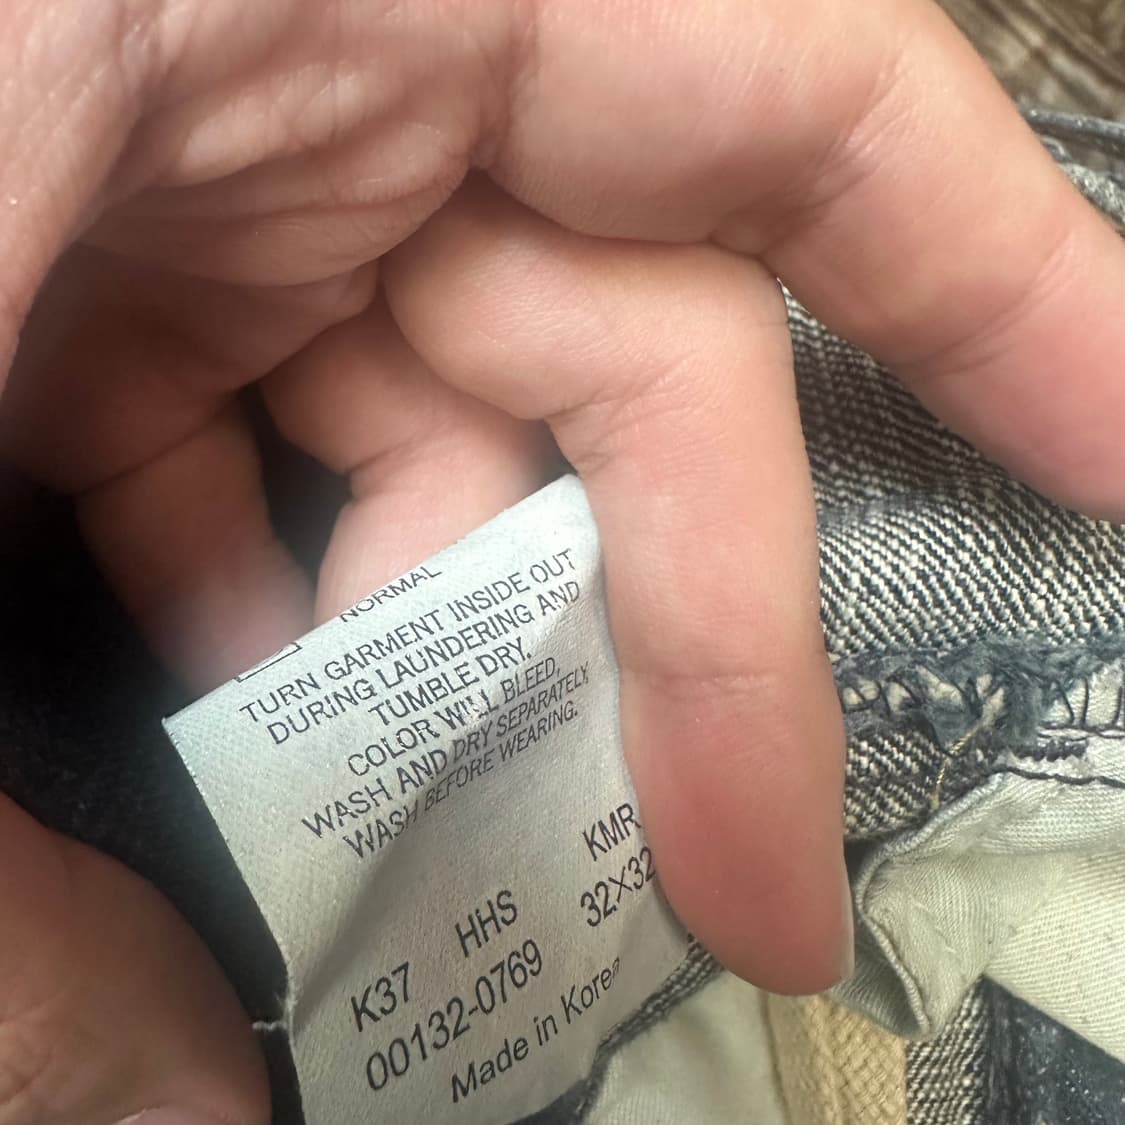 NORMAL
TURN GARMENT INSIDE OUT
DURING LAUNDERING AND
TUMBLE DRY.
COLOR WILL BLEED,
WASH AND DRY SEPARATELY,
WASH BEFORE WEARING.
K37 HHS KMR
00132-0769 32X32
Made in Korea